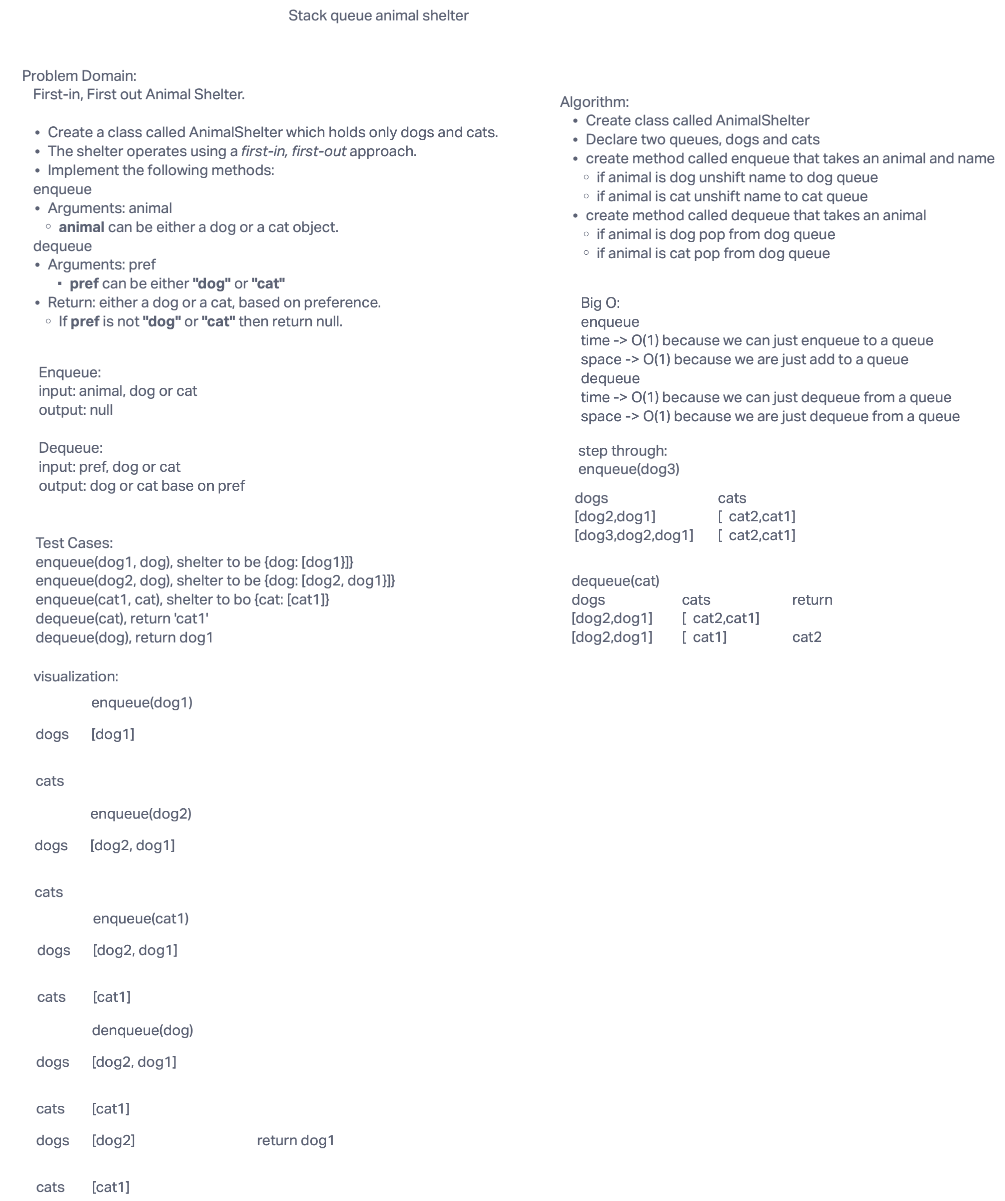 Stack queue animal shelter
Problem Domain:
First-in, First out Animal Shelter.
• Create a class called AnimalShelter which holds only dogs and cats.
• The shelter operates using a first-in, first-out approach.
• Implement the following methods:
enqueue
• Arguments: animal
◦ animal can be either a dog or a cat object.
dequeue
• Arguments: pref
▪ pref can be either "dog" or "cat"
• Return: either a dog or a cat, based on preference.
◦ If pref is not "dog" or "cat" then return null.
Enqueue:
input: animal, dog or cat
output: null
Dequeue:
input: pref, dog or cat
output: dog or cat base on pref
Test Cases:
enqueue(dog1, dog), shelter to be {dog: [dog1}]}
enqueue(dog2, dog), shelter to be {dog: [dog2, dog1}]}
enqueue(cat1, cat), shelter to bo {cat: [cat1]}
dequeue(cat), return 'cat1'
dequeue(dog), return dog1
visualization:
enqueue(dog1)
dogs [dog1]
cats
enqueue(dog2)
dogs [dog2, dog1]
cats
enqueue(cat1)
dogs [dog2, dog1]
cats [cat1]
denqueue(dog)
dogs [dog2, dog1]
cats [cat1]
dogs [dog2] return dog1
cats [cat1]
Algorithm:
• Create class called AnimalShelter
• Declare two queues, dogs and cats
• create method called enqueue that takes an animal and name
◦ if animal is dog unshift name to dog queue
◦ if animal is cat unshift name to cat queue
• create method called dequeue that takes an animal
◦ if animal is dog pop from dog queue
◦ if animal is cat pop from dog queue
Big O:
enqueue
time -> O(1) because we can just enqueue to a queue
space -> O(1) because we are just add to a queue
dequeue
time -> O(1) because we can just dequeue from a queue
space -> O(1) because we are just dequeue from a queue
step through:
enqueue(dog3)
dogs cats
[dog2,dog1] [ cat2,cat1]
[dog3,dog2,dog1] [ cat2,cat1]
dequeue(cat)
dogs cats return
[dog2,dog1] [ cat2,cat1]
[dog2,dog1] [ cat1] cat2